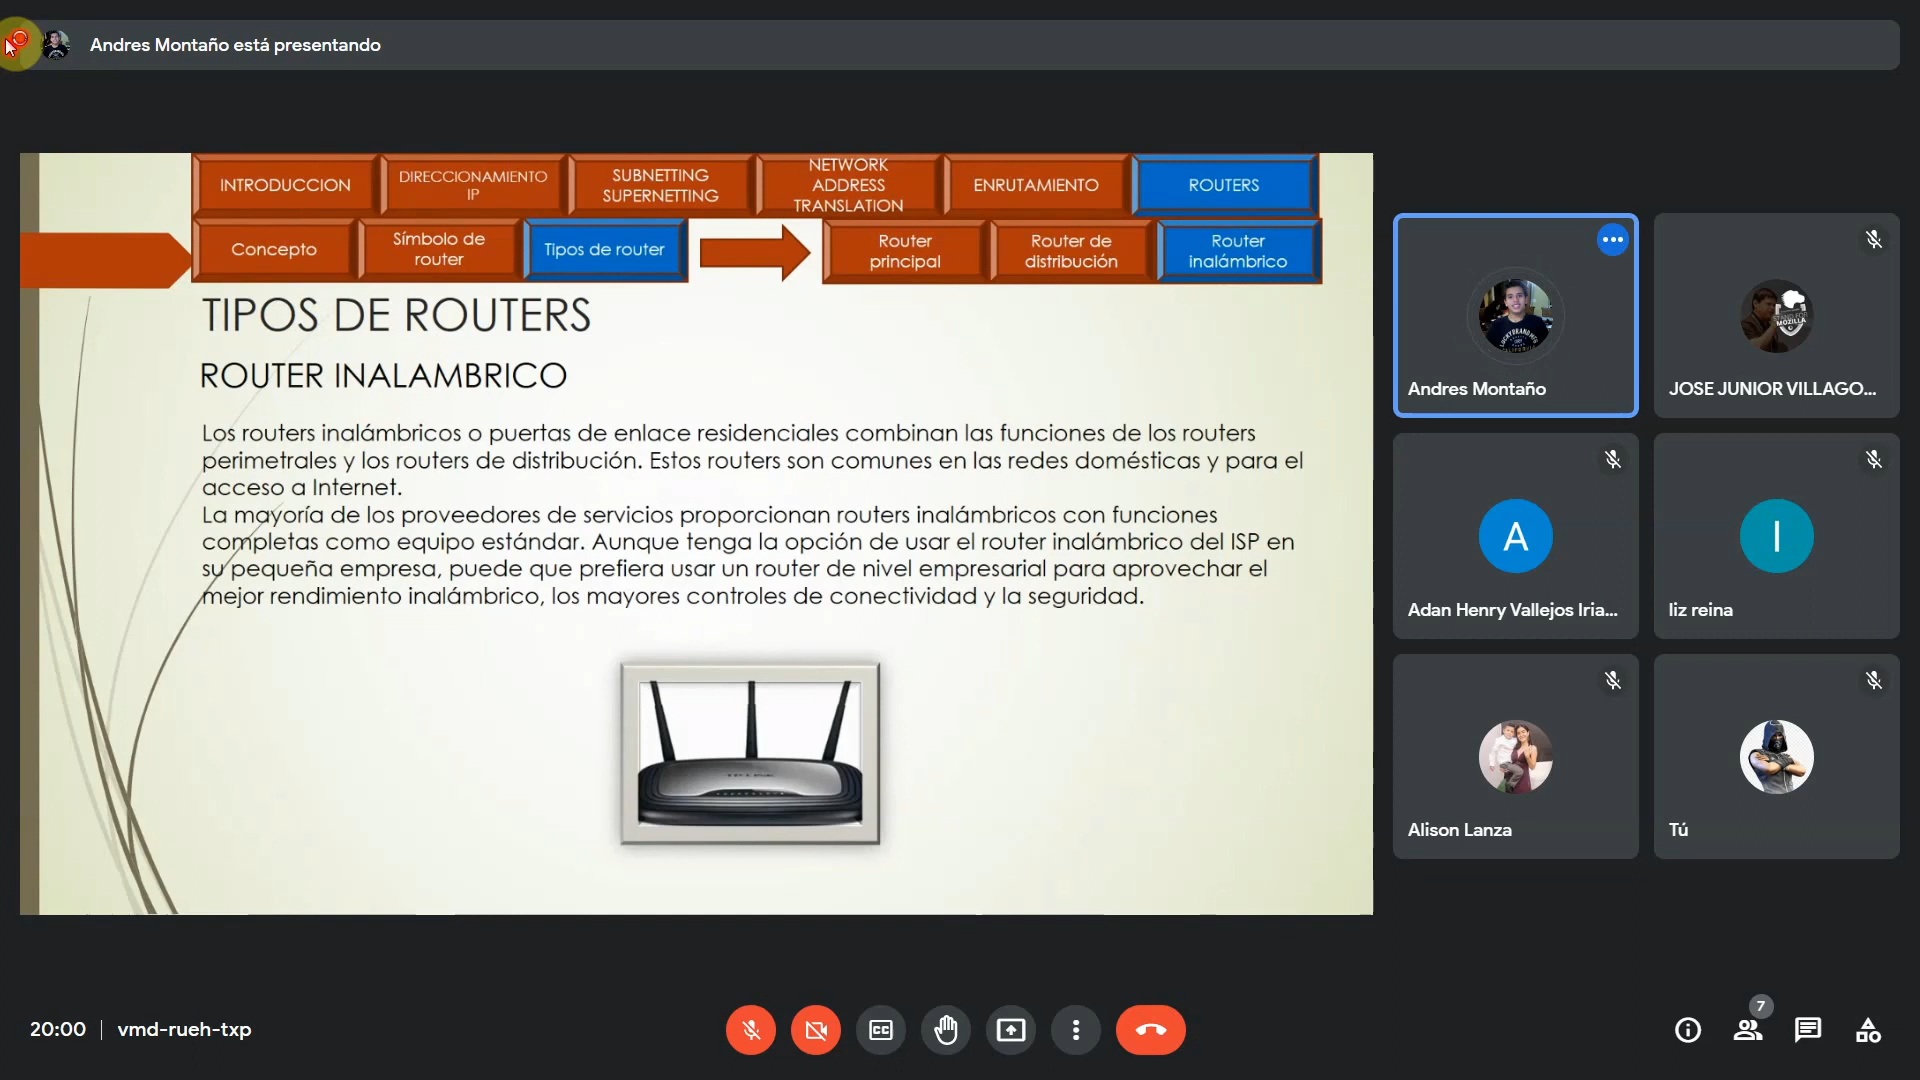 Andres Montaño está presentando
INTRODUCCION
DIRECCIONAMIENTO
IP
SUBNETTING
SUPERNETTING
NETWORK
ADDRESS
TRANSLATION
ENRUTAMIENTO
ROUTERS
Concepto
Símbolo de
router
Tipos de router
Router
principal
Router de
distribución
Router
inalámbrico
TIPOS DE ROUTERS
ROUTER INALAMBRICO
Los routers inalámbricos o puertas de enlace residenciales combinan las funciones de los routers
perimetrales y los routers de distribución. Estos routers son comunes en las redes domésticas y para el
acceso a Internet.
La mayoría de los proveedores de servicios proporcionan routers inalámbricos con funciones
completas como equipo estándar. Aunque tenga la opción de usar el router inalámbrico del ISP en
su pequeña empresa, puede que prefiera usar un router de nivel empresarial para aprovechar el
mejor rendimiento inalámbrico, los mayores controles de conectividad y la seguridad.
TP-LINK
Andres Montaño
STAND FOR
MOZILLA
JOSE JUNIOR VILLAGO...
A
Adan Henry Vallejos Iria...
l
liz reina
Alison Lanza
Tú
20:00
vmd-rueh-txp
CC
7